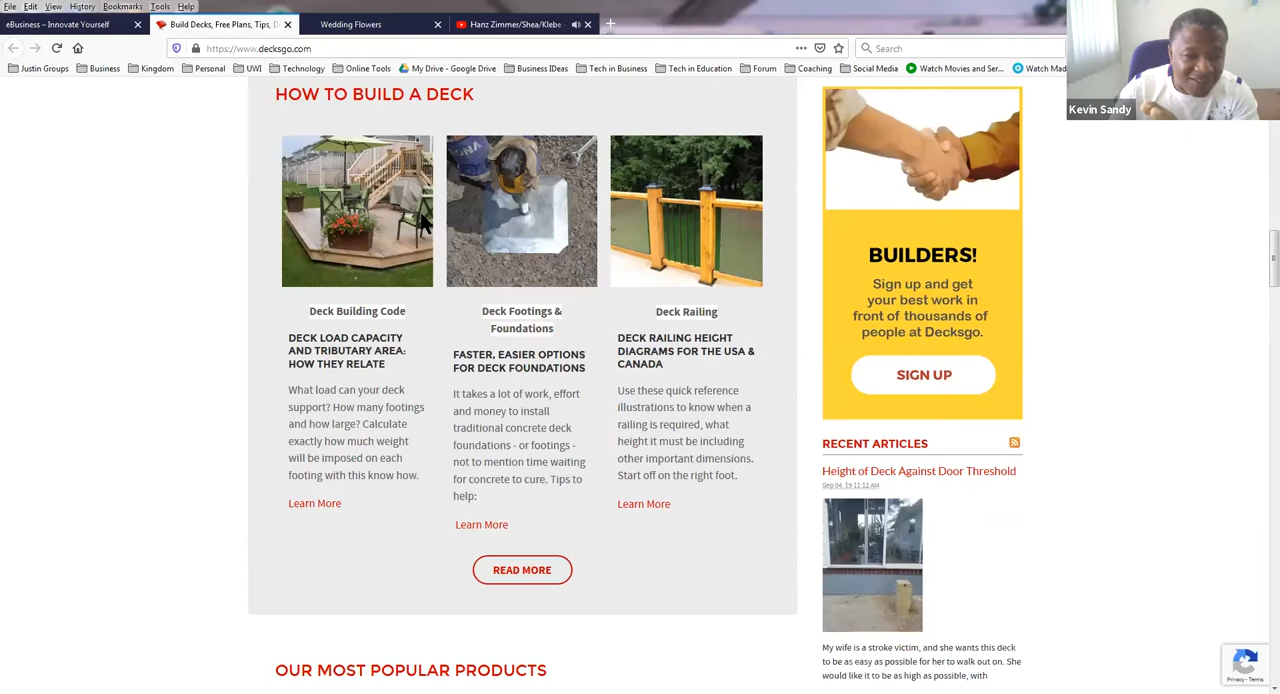 File Edit View History Bookmarks Tools Help
eBusiness – Innovate Yourself
Build Decks, Free Plans, Tips, D
Wedding Flowers
Hanz Zimmer/Shea/Klebe
https://www.decksgo.com
Search
Justin Groups Business Kingdom Personal UWI Technology Online Tools My Drive - Google Drive Business IDeas Tech in Business Tech in Education Forum Coaching Social Media Watch Movies and Ser... Watch Mad
Kevin Sandy
HOW TO BUILD A DECK
Deck Building Code
DECK LOAD CAPACITY
AND TRIBUTARY AREA:
HOW THEY RELATE
What load can your deck
support? How many footings
and how large? Calculate
exactly how much weight
will be imposed on each
footing with this know how.
Learn More
Deck Footings &
Foundations
FASTER, EASIER OPTIONS
FOR DECK FOUNDATIONS
It takes a lot of work, effort
and money to install
traditional concrete deck
foundations - or footings -
not to mention time waiting
for concrete to cure. Tips to
help:
Learn More
Deck Railing
DECK RAILING HEIGHT
DIAGRAMS FOR THE USA &
CANADA
Use these quick reference
illustrations to know when a
railing is required, what
height it must be including
other important dimensions.
Start off on the right foot.
Learn More
READ MORE
OUR MOST POPULAR PRODUCTS
BUILDERS!
Sign up and get
your best work in
front of thousands of
people at Decksgo.
SIGN UP
RECENT ARTICLES
Height of Deck Against Door Threshold
Sep 04, 19 11:12 AM
My wife is a stroke victim, and she wants this deck
to be as easy as possible for her to walk out on. She
would like it to be as high as possible, with
Privacy - Terms